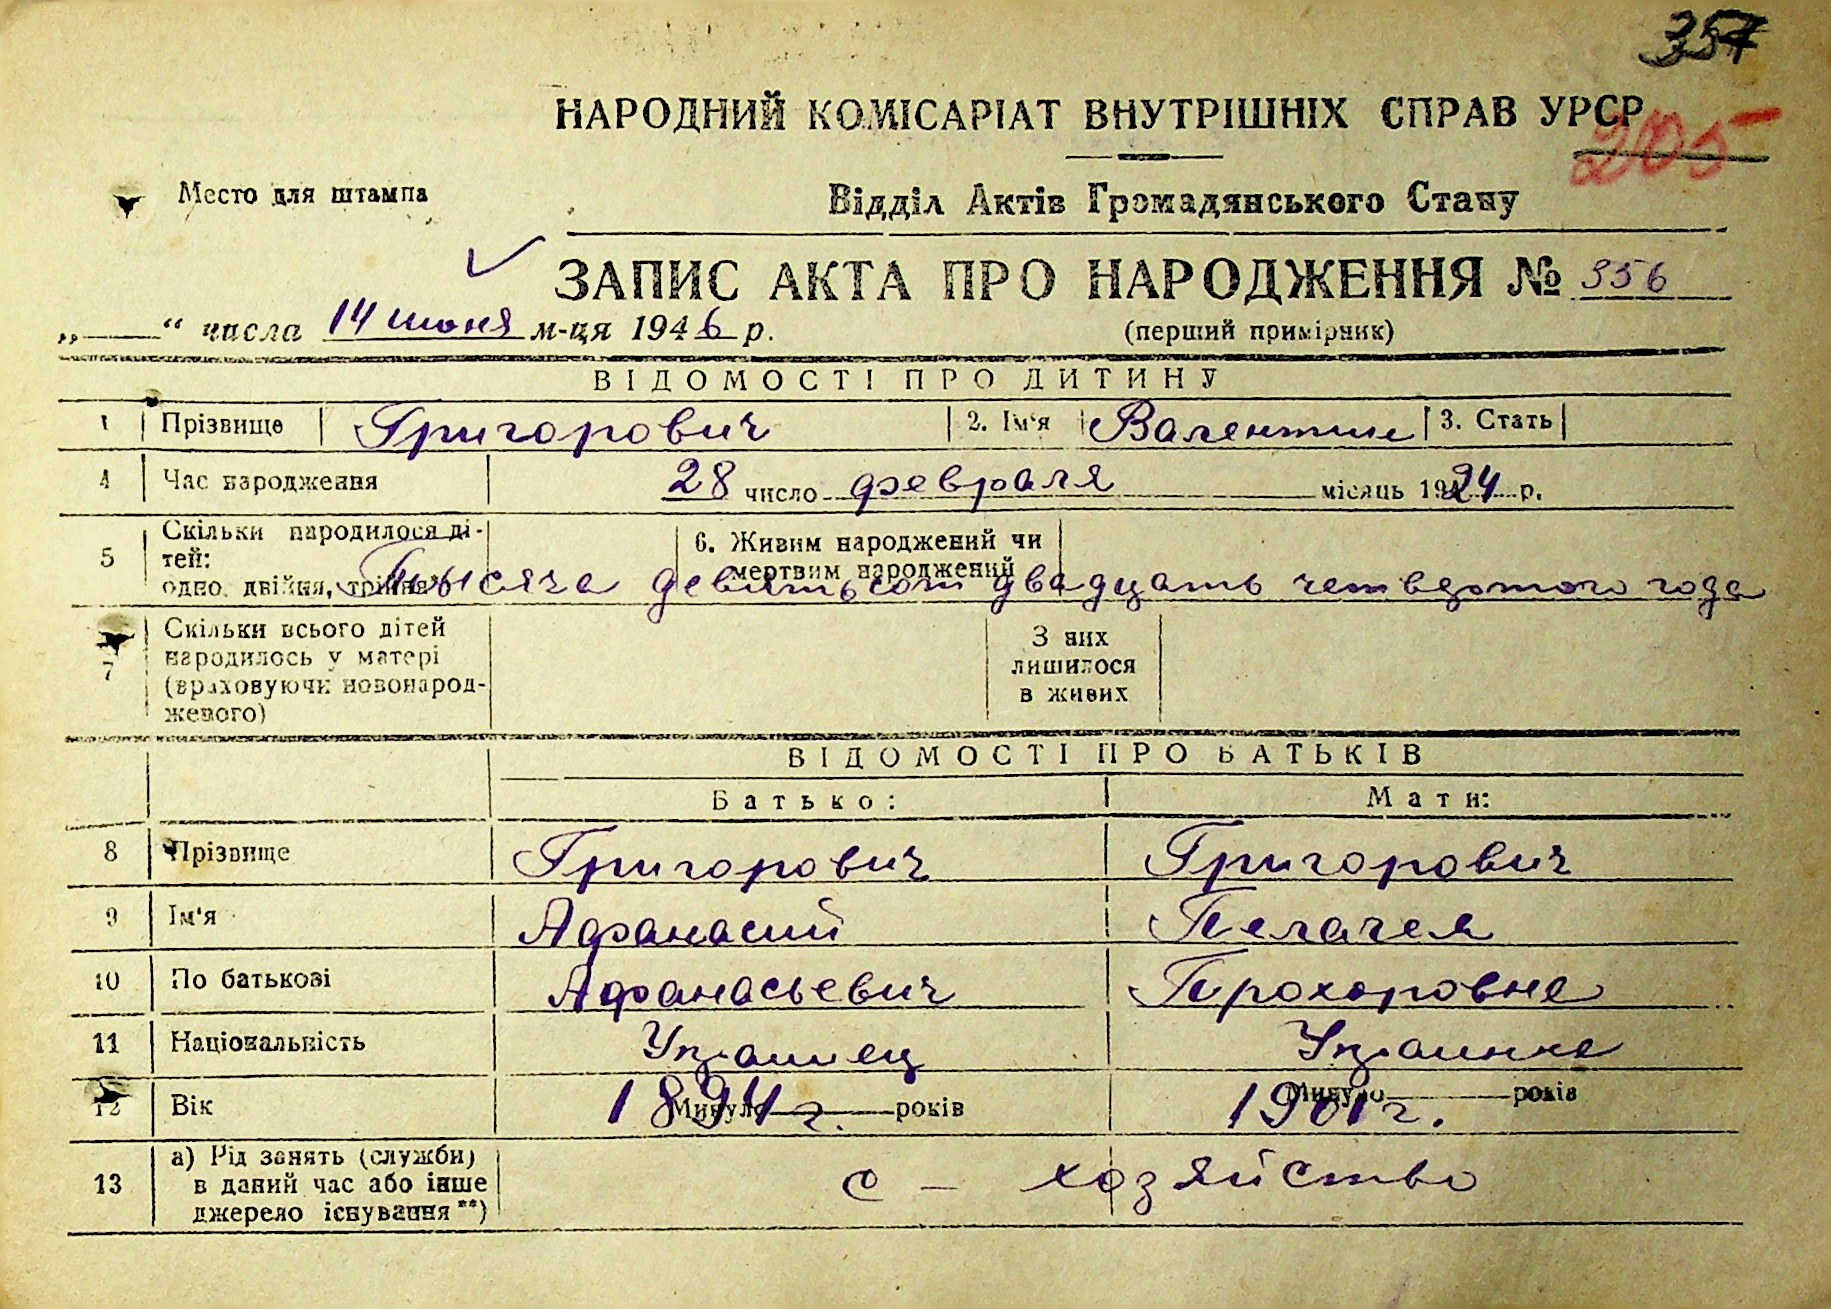 357
НАРОДНИЙ КОМІСАРІАТ ВНУТРІШНІХ СПРАВ УРСР
205
Место для штампа
Відділ Актів Громадянського Стану
ЗАПИС АКТА ПРО НАРОДЖЕННЯ № 356
„ “ числа 14 июня м-ця 1946 р.
(перший примірник)
ВІДОМОСТІ ПРО ДИТИНУ
1 Прізвище Григорович 2. Ім'я Валентин 3. Стать
4 Час народження 28 число февраля місяць 1924 р.
5 Скільки народилося ді-
тей:
одно, двійня, трійня
6. Живим народжений чи
мертвим народжений
Тысяча девятьсот двадцать четвертого года
7 Скільки всього дітей
народилось у матері
(враховуючи новонарод-
женого)
З них
лишилося
в живих
ВІДОМОСТІ ПРО БАТЬКІВ
Батько: Мати:
8 Прізвище Григорович Григорович
9 Ім'я Афанасий Пелагея
10 По батькові Афанасьевич Прохоровна
11 Національність Украинец Украинка
12 Вік Минуло 1894 г. років Минуло 1901 г. років
13 а) Рід занять (служби)
в даний час або інше
джерело існування**)
с - хозяйство